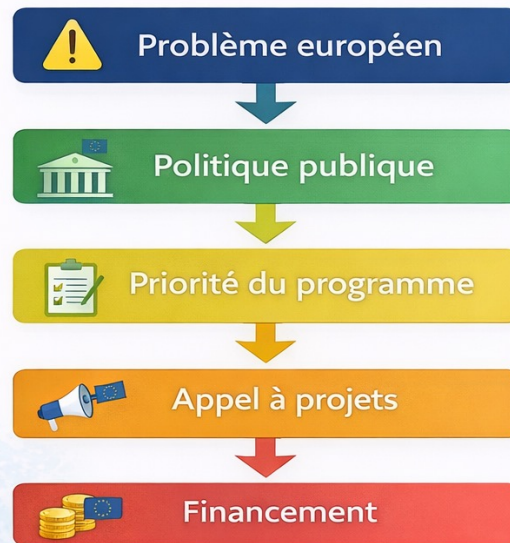 Problème européen
Politique publique
Priorité du programme
Appel à projets
Financement